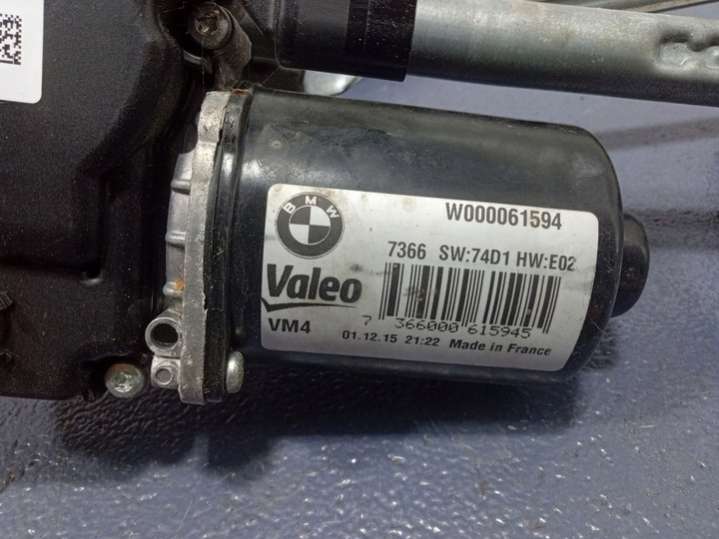 BMW
W000061594
7366 SW:74D1 HW:E02
Valeo
7 366000 615945
VM4
01.12.15 21:22 Made in France